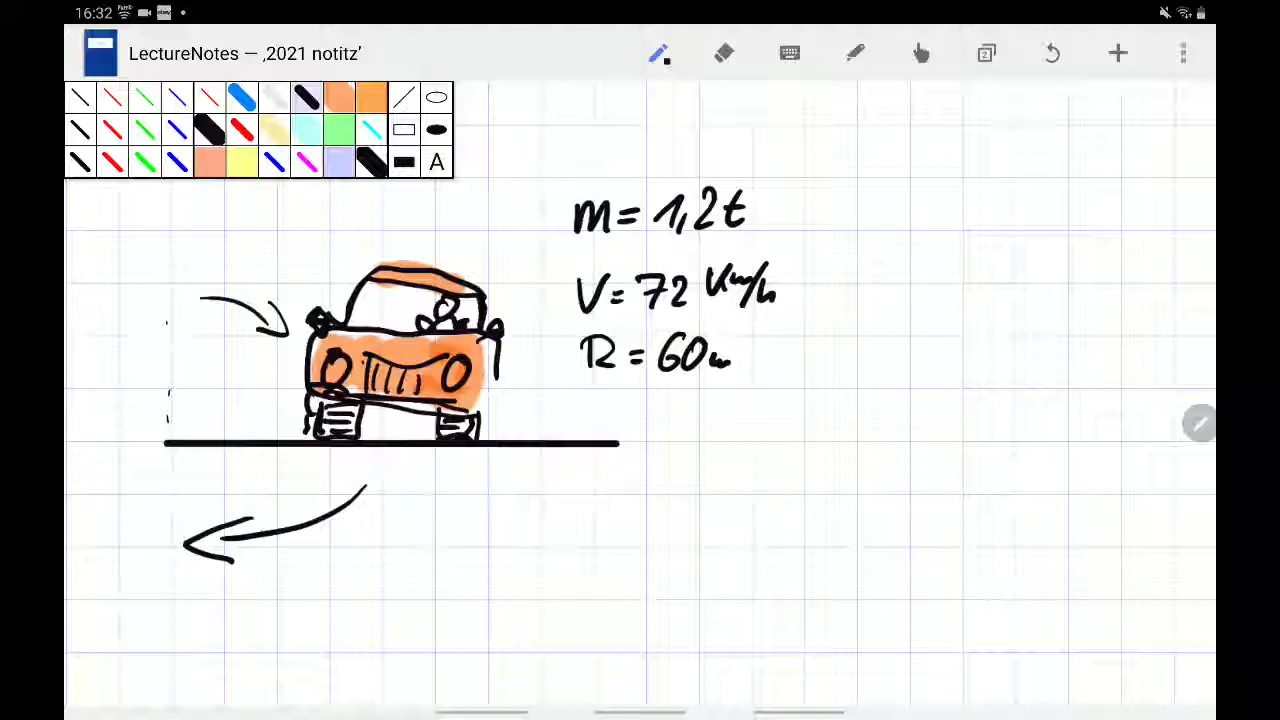 16:32
LectureNotes — ‚2021 notitz’
A
m = 1,2t
V = 72 Km/h
R = 60m